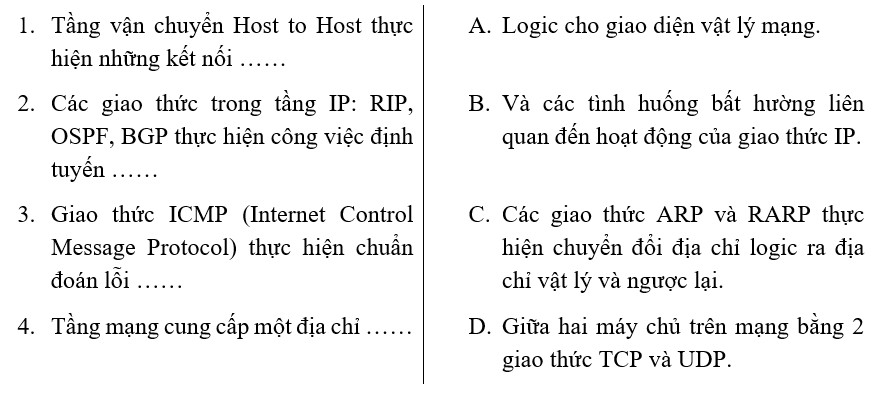 1. Tầng vận chuyển Host to Host thực
hiện những kết nối ……
2. Các giao thức trong tầng IP: RIP,
OSPF, BGP thực hiện công việc định
tuyến ……
3. Giao thức ICMP (Internet Control
Message Protocol) thực hiện chuẩn
đoán lỗi ……
4. Tầng mạng cung cấp một địa chỉ ……
A. Logic cho giao diện vật lý mạng.
B. Và các tình huống bất hường liên
quan đến hoạt động của giao thức IP.
C. Các giao thức ARP và RARP thực
hiện chuyển đổi địa chỉ logic ra địa
chỉ vật lý và ngược lại.
D. Giữa hai máy chủ trên mạng bằng 2
giao thức TCP và UDP.